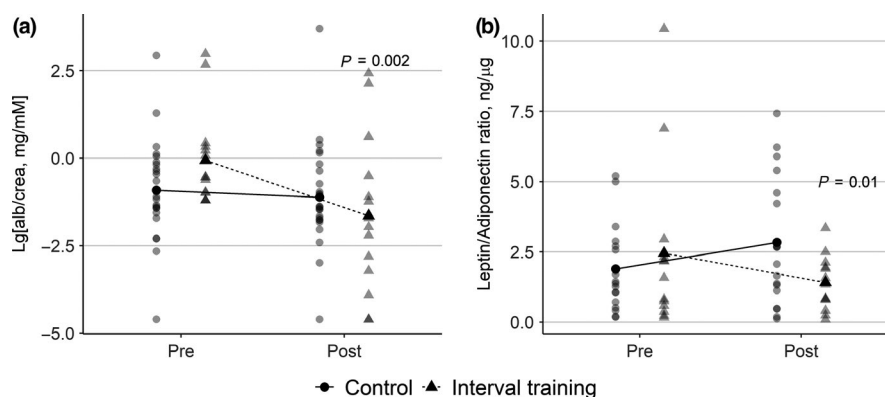 (a)
Lg[alb/crea, mg/mM]
2.5
0.0
−2.5
−5.0
P = 0.002
Pre
Post
(b)
Leptin/Adiponectin ratio, ng/µg
10.0
7.5
5.0
2.5
0.0
P = 0.01
Pre
Post
Control
Interval training